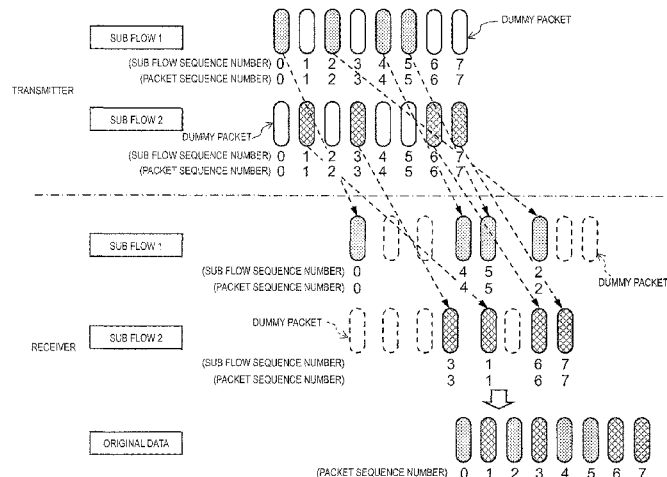 SUB FLOW 1
DUMMY PACKET
(SUB FLOW SEQUENCE NUMBER) 0 1 2 3 4 5 6 7
(PACKET SEQUENCE NUMBER) 0 1 2 3 4 5 6 7
TRANSMITTER
SUB FLOW 2
DUMMY PACKET
(SUB FLOW SEQUENCE NUMBER) 0 1 2 3 4 5 6 7
(PACKET SEQUENCE NUMBER) 0 1 2 3 4 5 6 7
SUB FLOW 1
(SUB FLOW SEQUENCE NUMBER) 0 4 5 2
(PACKET SEQUENCE NUMBER) 0 4 5 2
DUMMY PACKET
DUMMY PACKET
RECEIVER
SUB FLOW 2
(SUB FLOW SEQUENCE NUMBER) 3 1 6 7
(PACKET SEQUENCE NUMBER) 3 1 6 7
ORIGINAL DATA
(PACKET SEQUENCE NUMBER) 0 1 2 3 4 5 6 7